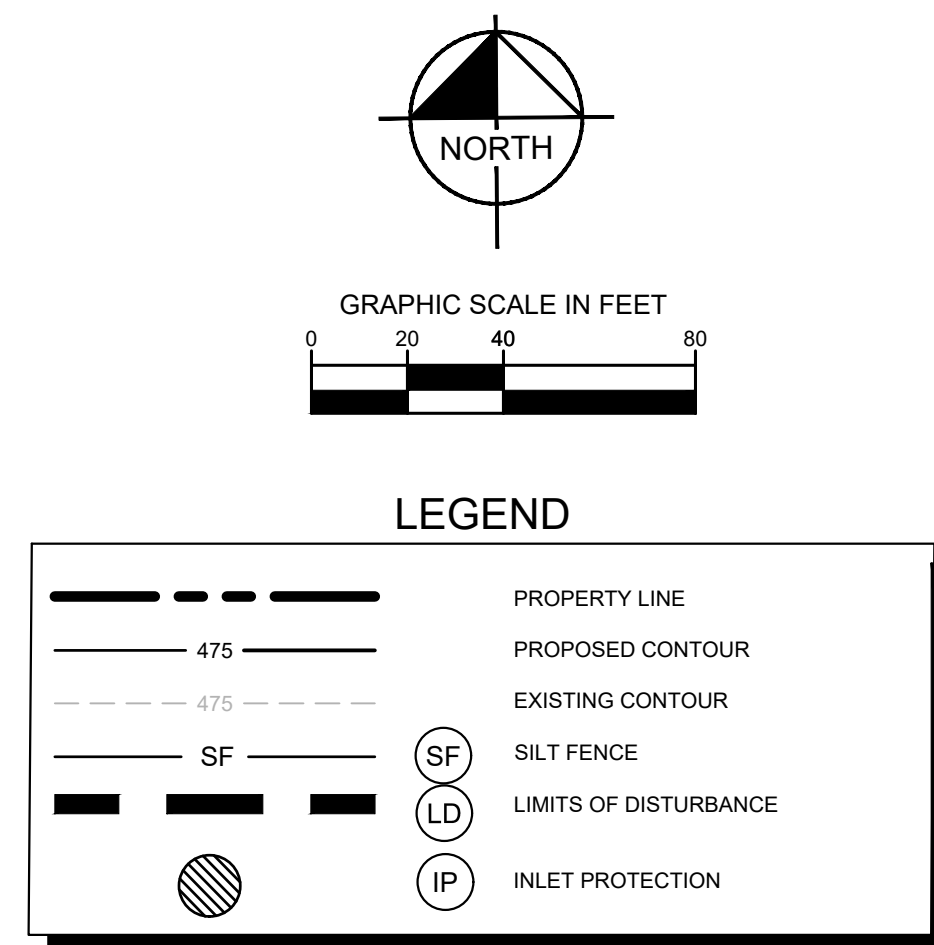 NORTH
GRAPHIC SCALE IN FEET
0 20 40 80
LEGEND
PROPERTY LINE
475 PROPOSED CONTOUR
475 EXISTING CONTOUR
SF SF SILT FENCE
LD LIMITS OF DISTURBANCE
IP INLET PROTECTION